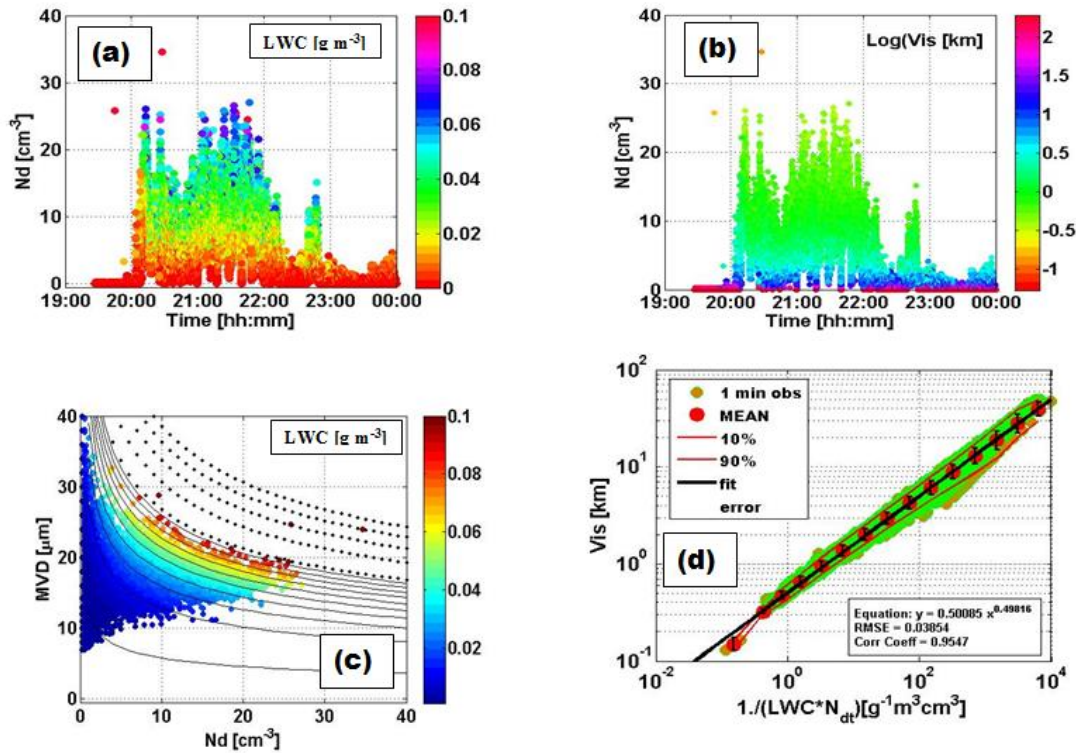 (a)
LWC [g m⁻³]
40
30
20
10
0
Nd [cm⁻³]
19:00 20:00 21:00 22:00 23:00 00:00
Time [hh:mm]
0.1
0.08
0.06
0.04
0.02
0
(b)
Log(Vis [km]
40
30
20
10
0
Nd [cm⁻³]
19:00 20:00 21:00 22:00 23:00 00:00
Time [hh:mm]
2
1.5
1
0.5
0
-0.5
-1
LWC [g m⁻³]
40
35
30
25
20
15
10
5
0
MVD [μm]
(c)
0 10 20 30 40
Nd [cm⁻³]
0.1
0.08
0.06
0.04
0.02
10²
10¹
10⁰
10⁻¹
Vis [km]
1 min obs
MEAN
10%
90%
fit
error
(d)
Equation: y = 0.50085 x^0.49816
RMSE = 0.03854
Corr Coeff = 0.9547
10⁻² 10⁰ 10² 10⁴
1./(LWC*N_dt)[g⁻¹m³cm³]